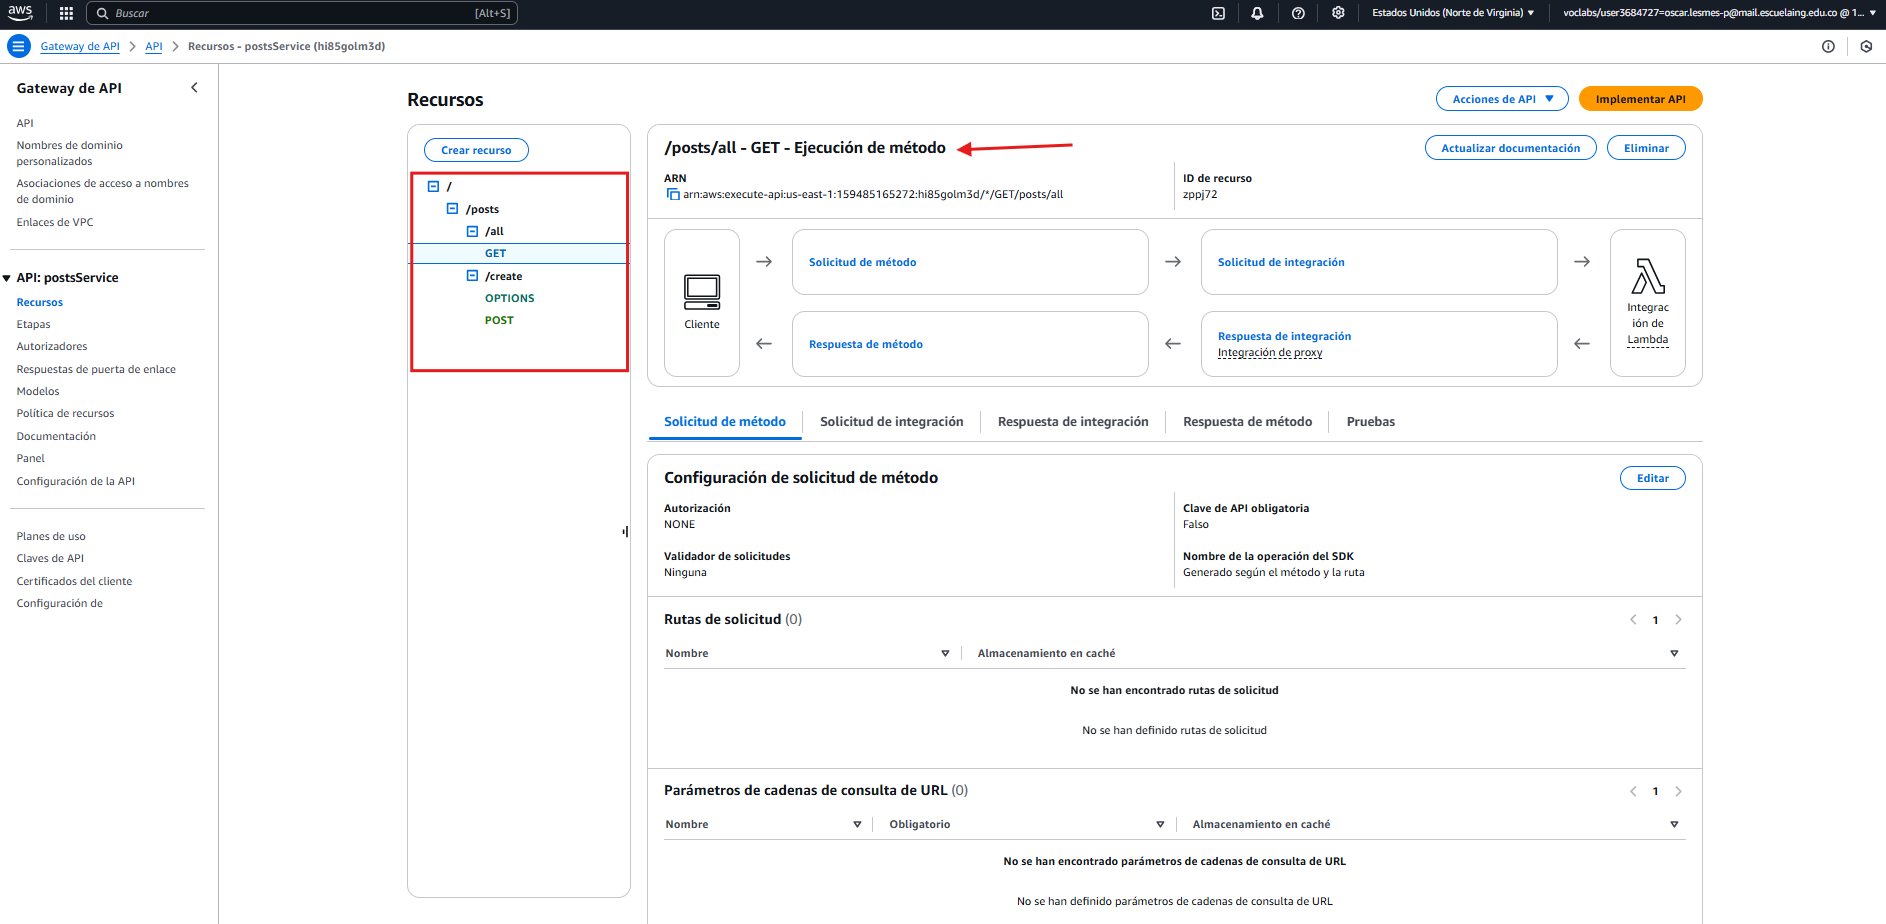 aws
Buscar
[Alt+S]
Estados Unidos (Norte de Virginia)
voclabs/user3684727=oscar.lesmes-p@mail.escuelaing.edu.co @ 1...
Gateway de API
API
Recursos - postsService (hi85golm3d)
Gateway de API
API
Nombres de dominio
personalizados
Asociaciones de acceso a nombres
de dominio
Enlaces de VPC
API: postsService
Recursos
Etapas
Autorizadores
Respuestas de puerta de enlace
Modelos
Política de recursos
Documentación
Panel
Configuración de la API
Planes de uso
Claves de API
Certificados del cliente
Configuración de
Recursos
Acciones de API
Implementar API
Crear recurso
/
/posts
/all
GET
/create
OPTIONS
POST
/posts/all - GET - Ejecución de método
Actualizar documentación
Eliminar
ARN
arn:aws:execute-api:us-east-1:159485165272:hi85golm3d/*/GET/posts/all
ID de recurso
zppj72
Cliente
Solicitud de método
Solicitud de integración
Respuesta de método
Respuesta de integración
Integración de proxy
Integrac
ión de
Lambda
Solicitud de método
Solicitud de integración
Respuesta de integración
Respuesta de método
Pruebas
Configuración de solicitud de método
Editar
Autorización
NONE
Clave de API obligatoria
Falso
Validador de solicitudes
Ninguna
Nombre de la operación del SDK
Generado según el método y la ruta
Rutas de solicitud (0)
1
Nombre
Almacenamiento en caché
No se han encontrado rutas de solicitud
No se han definido rutas de solicitud
Parámetros de cadenas de consulta de URL (0)
1
Nombre
Obligatorio
Almacenamiento en caché
No se han encontrado parámetros de cadenas de consulta de URL
No se han definido parámetros de cadenas de consulta de URL